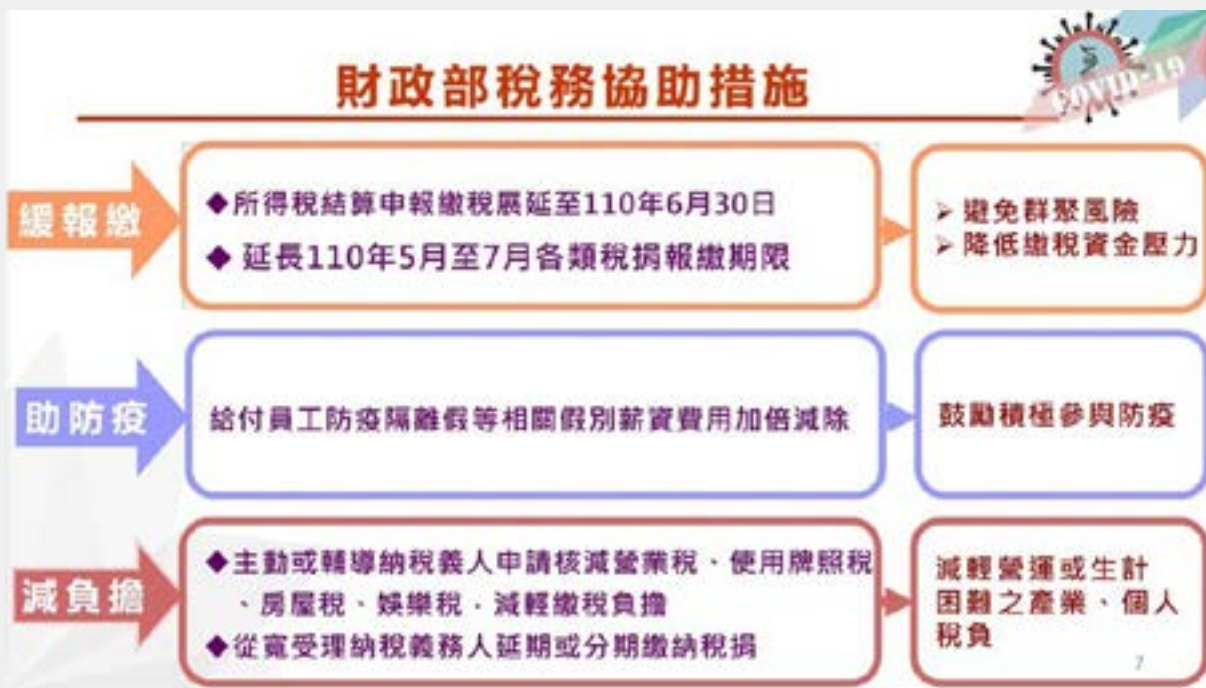 財政部稅務協助措施
COVID-19
緩報繳
◆所得稅結算申報繳稅展延至110年6月30日
◆ 延長110年5月至7月各類稅捐報繳期限
➢ 避免群聚風險
➢ 降低繳稅資金壓力
助防疫
給付員工防疫隔離假等相關假別薪資費用加倍減除
鼓勵積極參與防疫
減負擔
◆主動或輔導納稅義人申請核減營業稅、使用牌照稅
、房屋稅、娛樂稅，減輕繳稅負擔
◆從寬受理納稅義務人延期或分期繳納稅捐
減輕營運或生計
困難之產業、個人
稅負
7